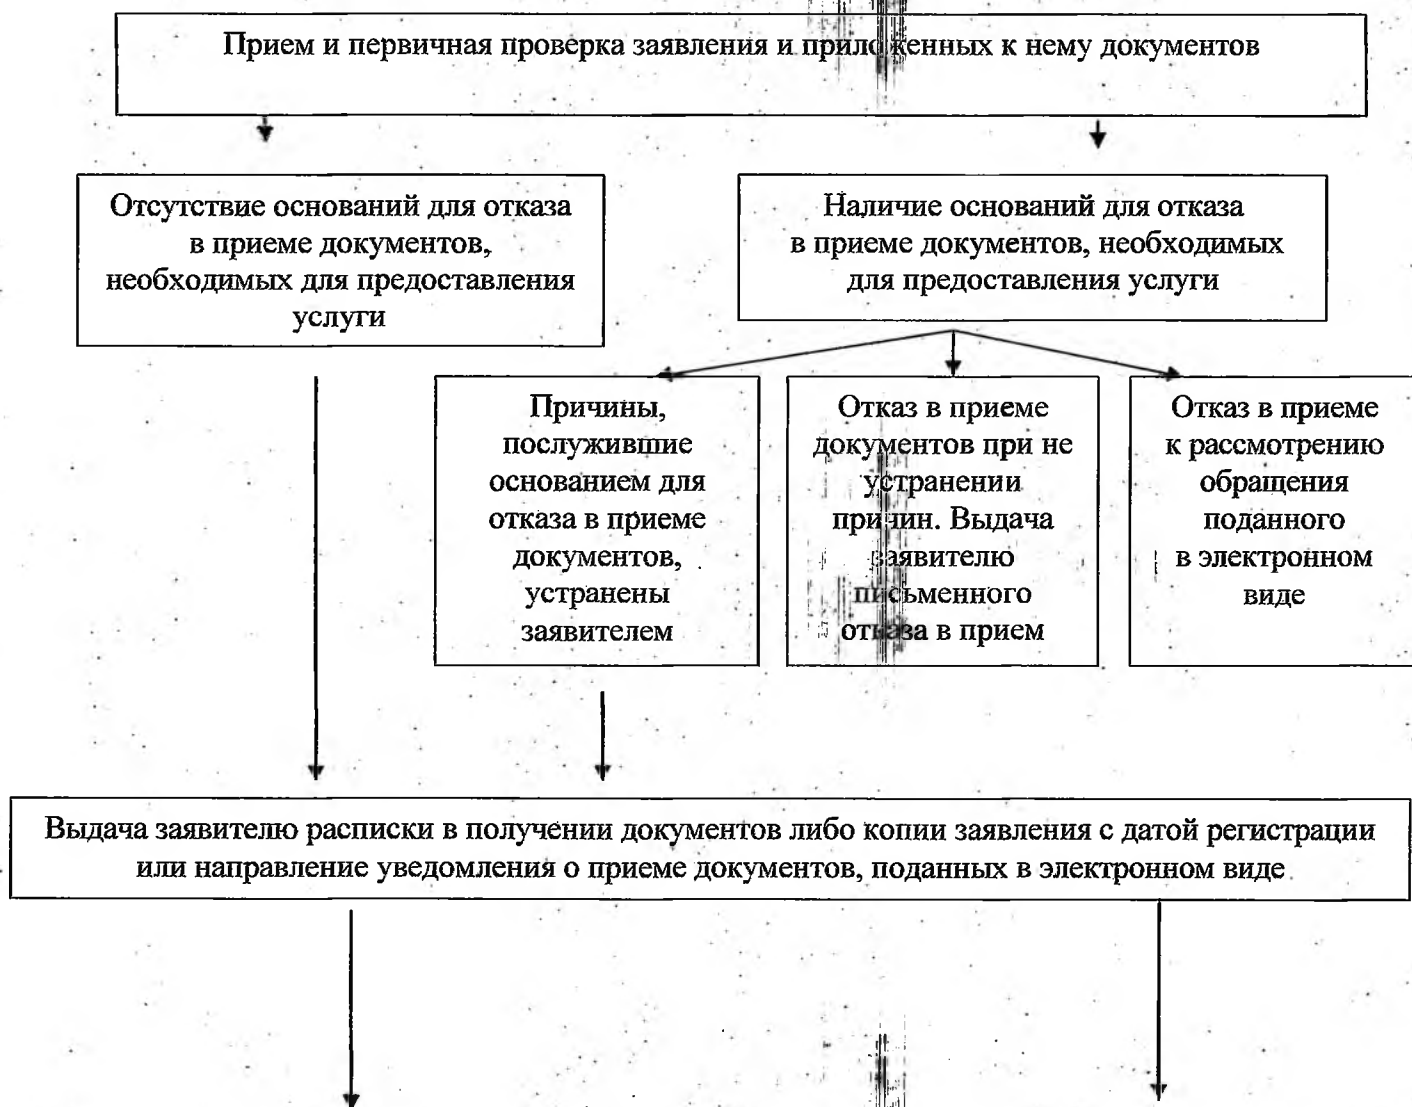 Прием и первичная проверка заявления и приложенных к нему документов
Отсутствие оснований для отказа
в приеме документов,
необходимых для предоставления
услуги
Наличие оснований для отказа
в приеме документов, необходимых
для предоставления услуги
Причины,
послужившие
основанием для
отказа в приеме
документов,
устранены
заявителем
Отказ в приеме
документов при не
устранении
причин. Выдача
заявителю
письменного
отказа в прием
Отказ в приеме
к рассмотрению
обращения
поданного
в электронном
виде
Выдача заявителю расписки в получении документов либо копии заявления с датой регистрации
или направление уведомления о приеме документов, поданных в электронном виде